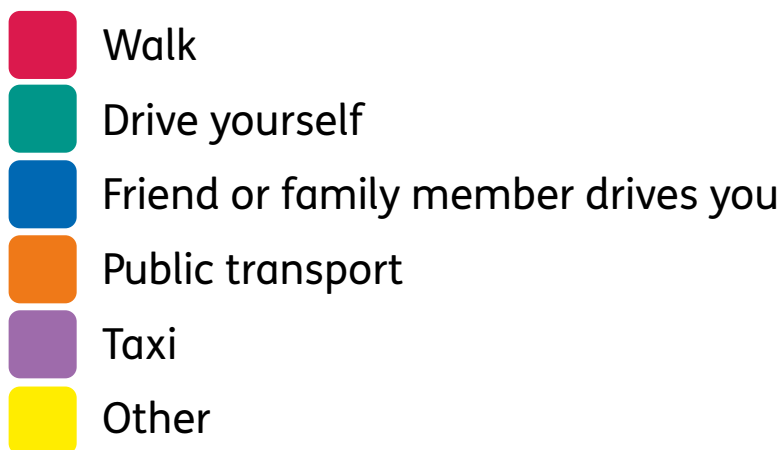 Walk
Drive yourself
Friend or family member drives you
Public transport
Taxi
Other